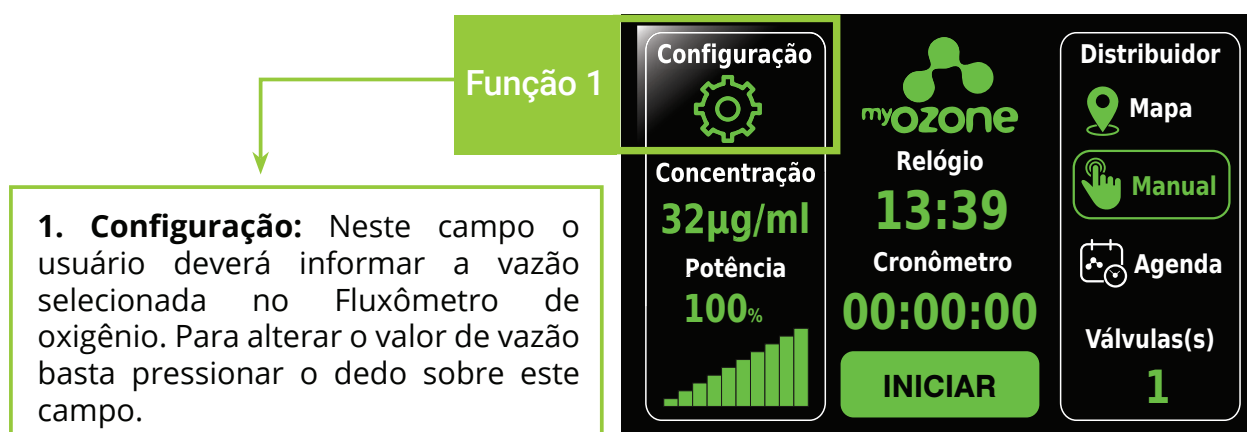 Função 1
1. Configuração: Neste campo o
usuário deverá informar a vazão
selecionada no Fluxômetro de
oxigênio. Para alterar o valor de vazão
basta pressionar o dedo sobre este
campo.
Configuração
Concentração
32µg/ml
Potência
100%
myozone
Relógio
13:39
Cronômetro
00:00:00
INICIAR
Distribuidor
Mapa
Manual
Agenda
Válvulas(s)
1